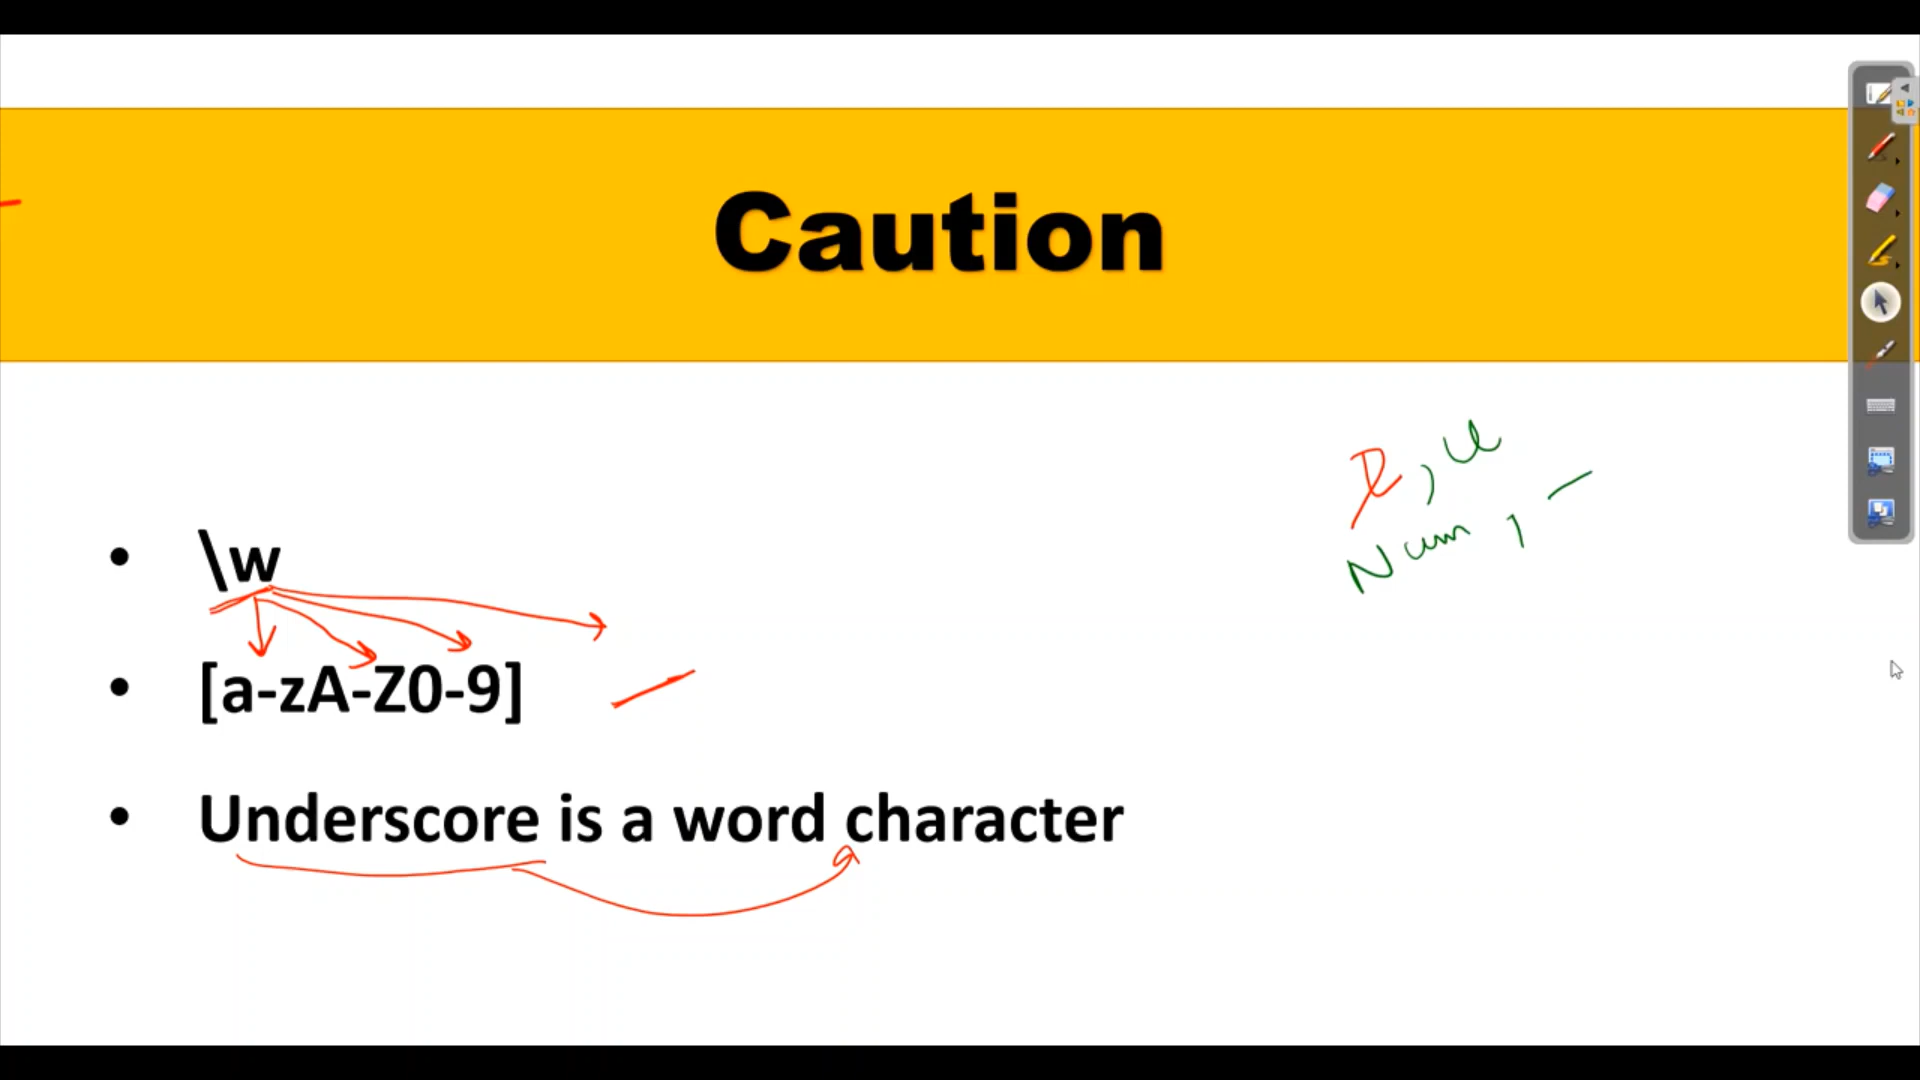 Caution
l, u
Num, _
\w
[a-zA-Z0-9] _
Underscore is a word character